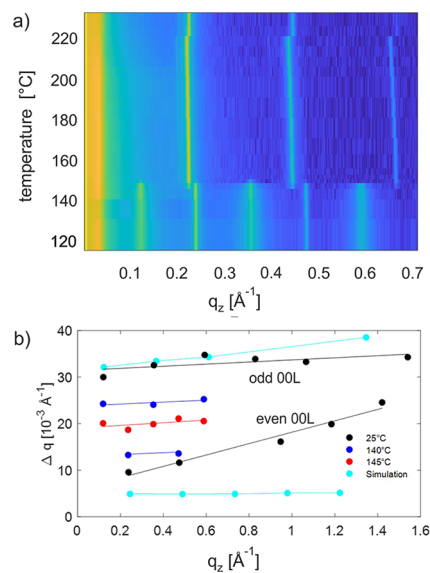 a)
temperature [°C]
220
200
180
160
140
120
0.1 0.2 0.3 0.4 0.5 0.6 0.7
qz [Å-1]
b)
Δ q [10-3 Å-1]
40
30
20
10
0
odd 00L
even 00L
25°C
140°C
145°C
Simulation
0 0.2 0.4 0.6 0.8 1 1.2 1.4 1.6
qz [Å-1]